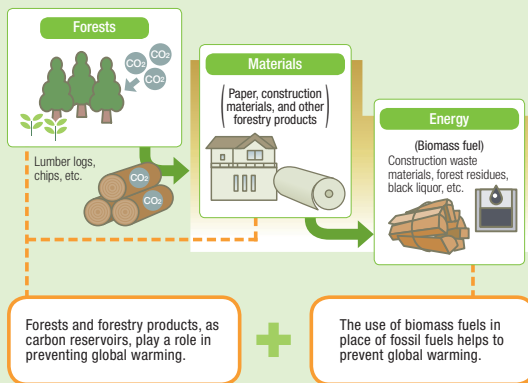 Forests
CO2
CO2
CO2
Lumber logs,
chips, etc.
CO2
CO2
Materials
(Paper, construction
materials, and other
forestry products)
Energy
(Biomass fuel)
Construction waste
materials, forest residues,
black liquor, etc.
Forests and forestry products, as
carbon reservoirs, play a role in
preventing global warming.
+
The use of biomass fuels in
place of fossil fuels helps to
prevent global warming.